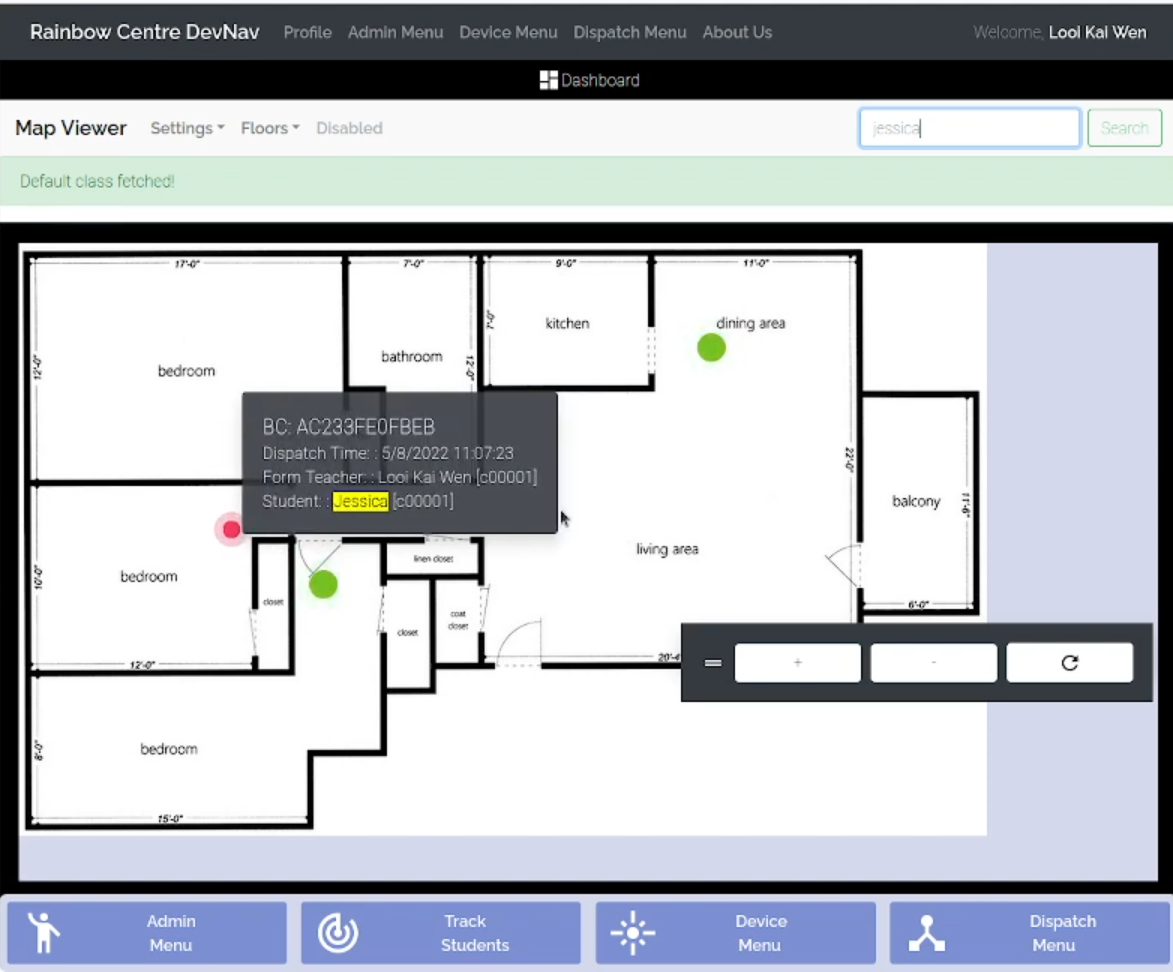 Rainbow Centre DevNav Profile Admin Menu Device Menu Dispatch Menu About Us Welcome, Looi Kai Wen
Dashboard
Map Viewer Settings Floors Disabled jessica Search
Default class fetched!
17'-0" 7'-0" 9'-0" 11'-0"
7'-0"
kitchen dining area
12'-0" bedroom bathroom 12'-0"
BC: AC233FE0FBEB
Dispatch Time: : 5/8/2022 11:07:23
Form Teacher: : Looi Kai Wen [c00001]
Student: : Jessica [c00001]
22'-0"
balcony 11'-6"
living area
linen closet
10'-0" bedroom closet
coat
closet
closet
6'-0"
12'-0" 20'-4
+ -
8'-0" bedroom
15'-0"
Admin
Menu
Track
Students
Device
Menu
Dispatch
Menu